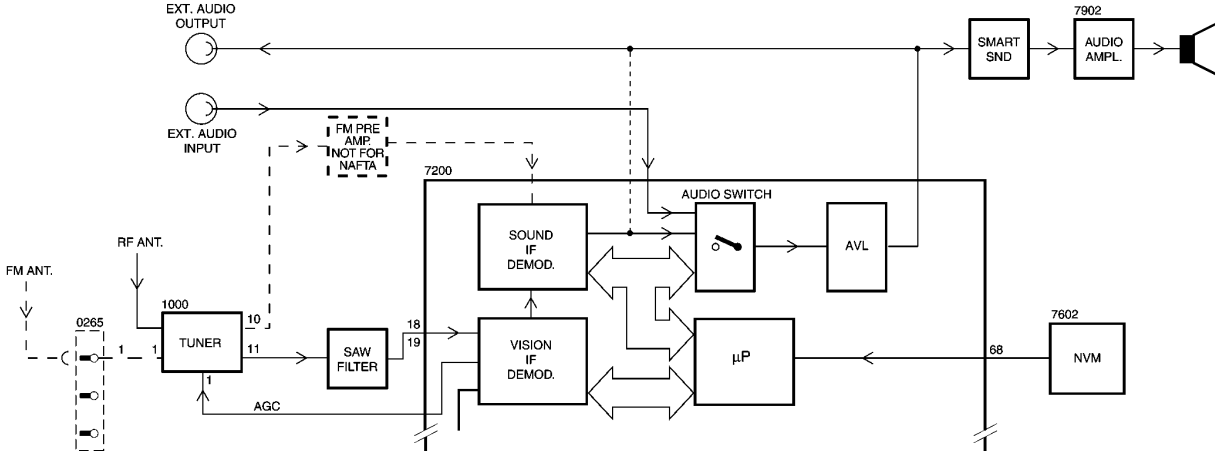 EXT. AUDIO
OUTPUT
7902
SMART
SND
AUDIO
AMPL.
EXT. AUDIO
INPUT
FM PRE
AMP.
NOT FOR
NAFTA
7200
AUDIO SWITCH
SOUND
IF
DEMOD.
AVL
RF ANT.
FM ANT.
1000
0265
TUNER
10
11
1
1
1
SAW
FILTER
18
19
VISION
IF
DEMOD.
µP
68
7602
NVM
AGC